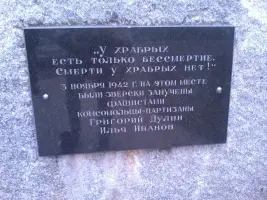 „У ХРАБРЫХ
ЕСТЬ ТОЛЬКО БЕССМЕРТИЕ.
СМЕРТИ У ХРАБРЫХ НЕТ!"
3 НОЯБРЯ 1942 Г. НА ЭТОМ МЕСТЕ
БЫЛИ ЗВЕРСКИ ЗАМУЧЕНЫ
ФАШИСТАМИ
КОМСОМОЛЬЦЫ-ПАРТИЗАНЫ
ГРИГОРИЙ ДУЛИН
ИЛЬЯ ИВАНОВ